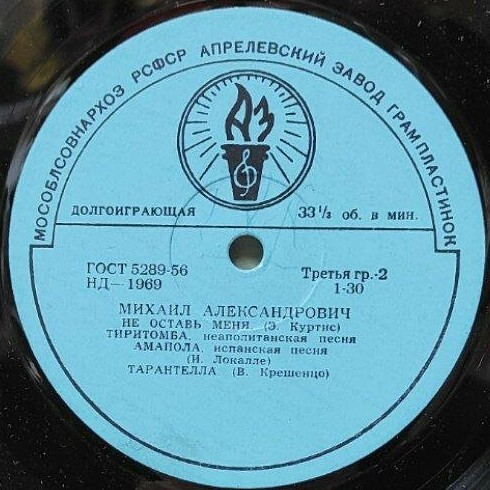 МОСОБЛСОВНАРХОЗ РСФСР АПРЕЛЕВСКИЙ ЗАВОД ГРАМПЛАСТИНОК
АЗ
ДОЛГОИГРАЮЩАЯ 33 1/3 об. в мин.
ГОСТ 5289-56 Третья гр.-2
НД—1969 1-30
МИХАИЛ АЛЕКСАНДРОВИЧ
НЕ ОСТАВЬ МЕНЯ (Э. Куртис)
ТИРИТОМБА, неаполитанская песня
АМАПОЛА, испанская песня
(И. Локалле)
ТАРАНТЕЛЛА (В. Крешенцо)